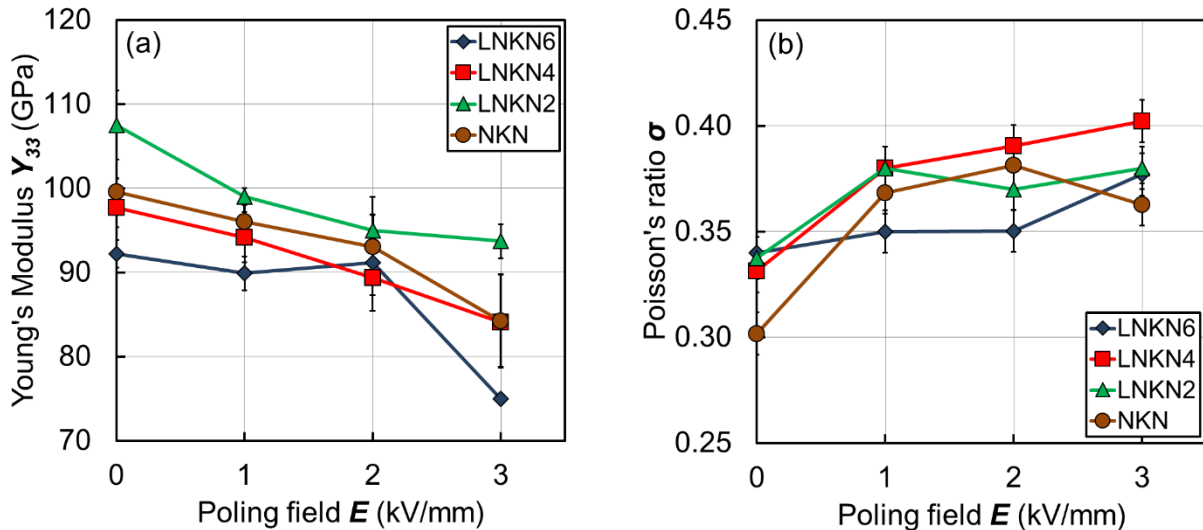 (a)
Young's Modulus Y33 (GPa)
120
110
100
90
80
70
0 1 2 3
Poling field E (kV/mm)
LNKN6
LNKN4
LNKN2
NKN
(b)
Poisson's ratio σ
0.45
0.40
0.35
0.30
0.25
0 1 2 3
Poling field E (kV/mm)
LNKN6
LNKN4
LNKN2
NKN